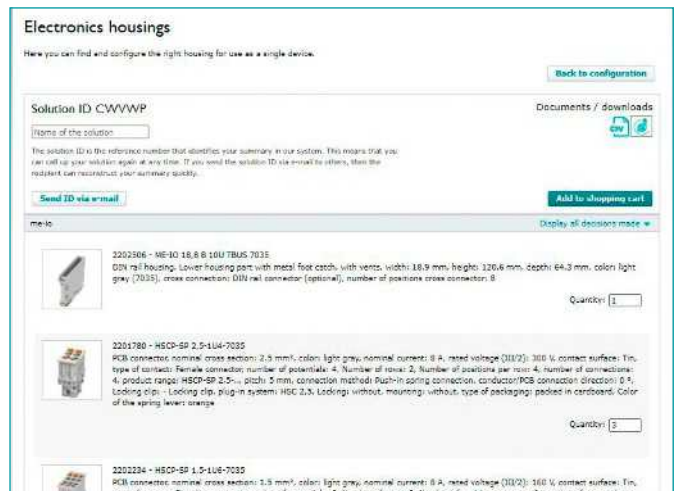 Electronics housings
Here you can find and configure the right housing for use as a single device.
Back to configuration
Solution ID CWVWP
Documents / downloads
Name of the solution
CSV
The solution ID is the reference number that identifies your summary in our system. This means that you
can call up your solution again at any time. If you send the solution ID via e-mail to others, then the
recipient can reconstruct your summary quickly.
Send ID via e-mail
Add to shopping cart
me-io
Display all decisions made
2202506 - ME-IO 18,8 B 10U TBUS 7035
DIN rail housing, Lower housing part with metal foot catch, with vents, width: 18.9 mm, height: 120.6 mm, depth: 64.3 mm, color: light
gray (7035), cross connection: DIN rail connector (optional), number of positions cross connector: 8
Quantity: 1
2201780 - HSCP-SP 2,5-1U4-7035
PCB connector, nominal cross section: 2.5 mm², color: light gray, nominal current: 8 A, rated voltage (III/2): 300 V, contact surface: Tin,
type of contact: Female connector, number of potentials: 4, Number of rows: 2, Number of positions per row: 4, number of connections:
4, product range: HSCP-SP 2,5-.., pitch: 5 mm, connection method: Push-in spring connection, conductor/PCB connection direction: 0 °,
Locking clip: - Locking clip, plug-in system: HSC 2,5, Locking: without, mounting: without, type of packaging: packed in cardboard, Color
of the spring lever: orange
Quantity: 3
2202234 - HSCP-SP 1,5-1U6-7035
PCB connector, nominal cross section: 1.5 mm², color: light gray, nominal current: 8 A, rated voltage (III/2): 160 V, contact surface: Tin,